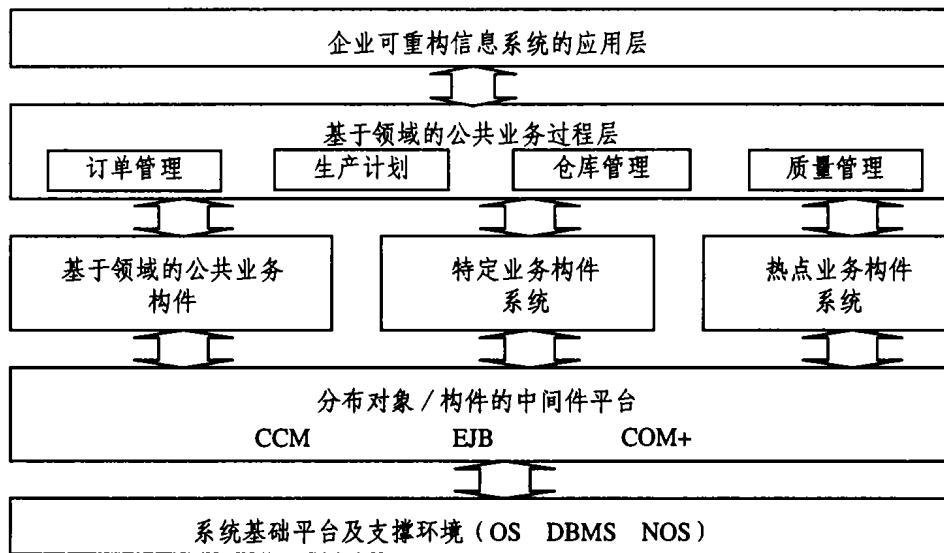 企业可重构信息系统的应用层
基于领域的公共业务过程层
订单管理 生产计划 仓库管理 质量管理
基于领域的公共业务 特定业务构件 热点业务构件
构件 系统 系统
分布对象/构件的中间件平台
CCM EJB COM+
系统基础平台及支撑环境(OS DBMS NOS)